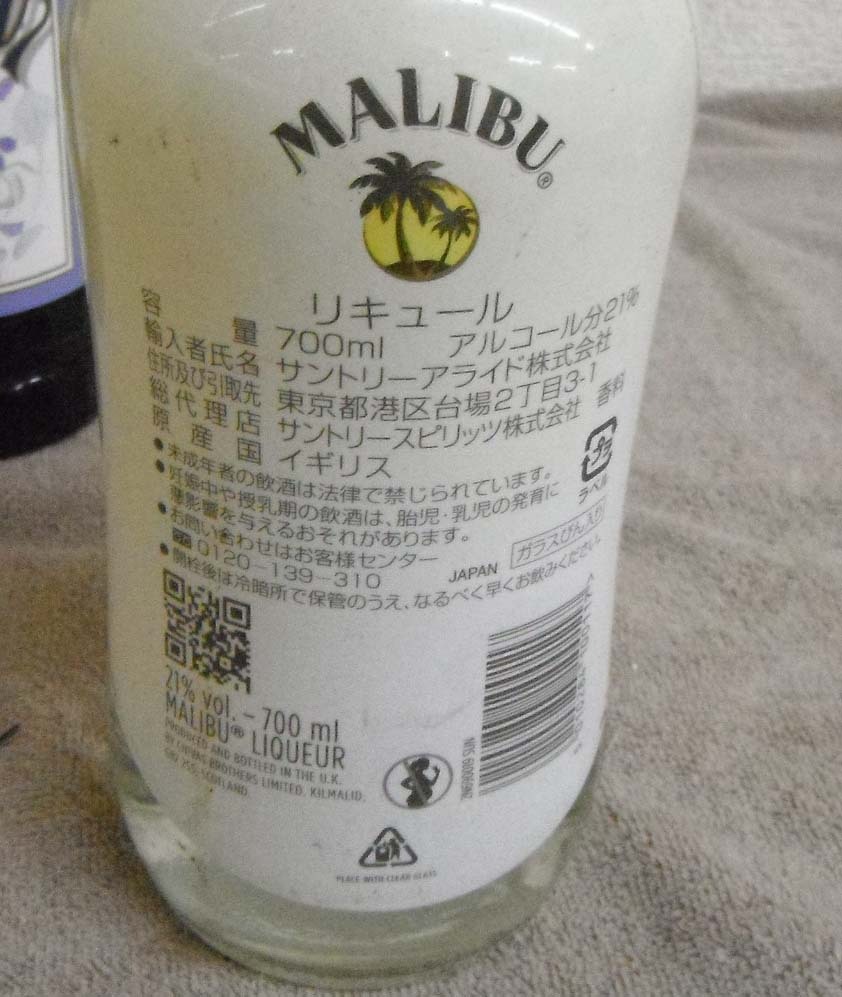 MALIBU®
リキュール
容量 700ml アルコール分21%
輸入者氏名 サントリーアライド株式会社
住所及び引取先 東京都港区台場2丁目3-1
総代理店 サントリースピリッツ株式会社 香料
原産国 イギリス
プラ
ラベル
●未成年者の飲酒は法律で禁じられています。
●妊娠中や授乳期の飲酒は、胎児・乳児の発育に
悪影響を与えるおそれがあります。
●お問い合わせはお客様センター
0120-139-310
JAPAN ガラスびん入り
●開栓後は冷暗所で保管のうえ、なるべく早くお飲みください。
21% vol. – 700 ml
MALIBU® LIQUEUR
PRODUCED AND BOTTLED IN THE U.K.
BY CHIVAS BROTHERS LIMITED, KILMALID,
SCOTLAND
PLACE WITH CLEAR GLASS